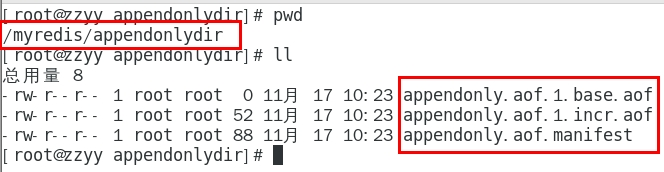 [root@zzyy appendonlydir]# pwd
/myredis/appendonlydir
[root@zzyy appendonlydir]# ll
总用量 8
-rw-r--r-- 1 root root  0 11月 17 10:23 appendonly.aof.1.base.aof
-rw-r--r-- 1 root root 52 11月 17 10:23 appendonly.aof.1.incr.aof
-rw-r--r-- 1 root root 88 11月 17 10:23 appendonly.aof.manifest
[root@zzyy appendonlydir]#